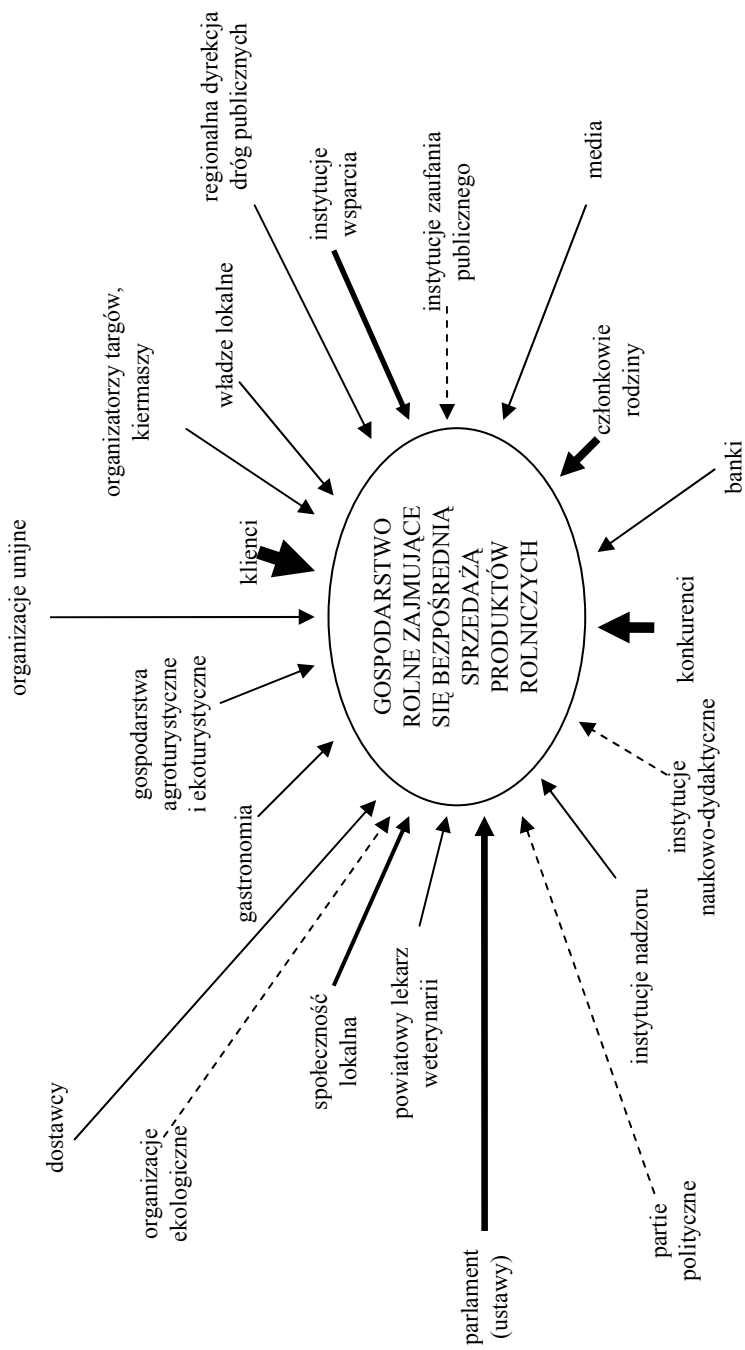 organizacje unijne
organizatorzy targów,
kiermaszy
regionalna dyrekcja
dróg publicznych
władze lokalne
instytucje
wsparcia
instytucje zaufania
publicznego
media
członkowie
rodziny
banki
konkurenci
instytucje
naukowo-dydaktyczne
instytucje nadzoru
partie
polityczne
parlament
(ustawy)
powiatowy lekarz
weterynarii
społeczność
lokalna
organizacje
ekologiczne
dostawcy
gastronomia
gospodarstwa
agroturystyczne
i ekoturystyczne
klienci
GOSPODARSTWO
ROLNE ZAJMUJĄCE
SIĘ BEZPOŚREDNIĄ
SPRZEDAŻĄ
PRODUKTÓW
ROLNICZYCH